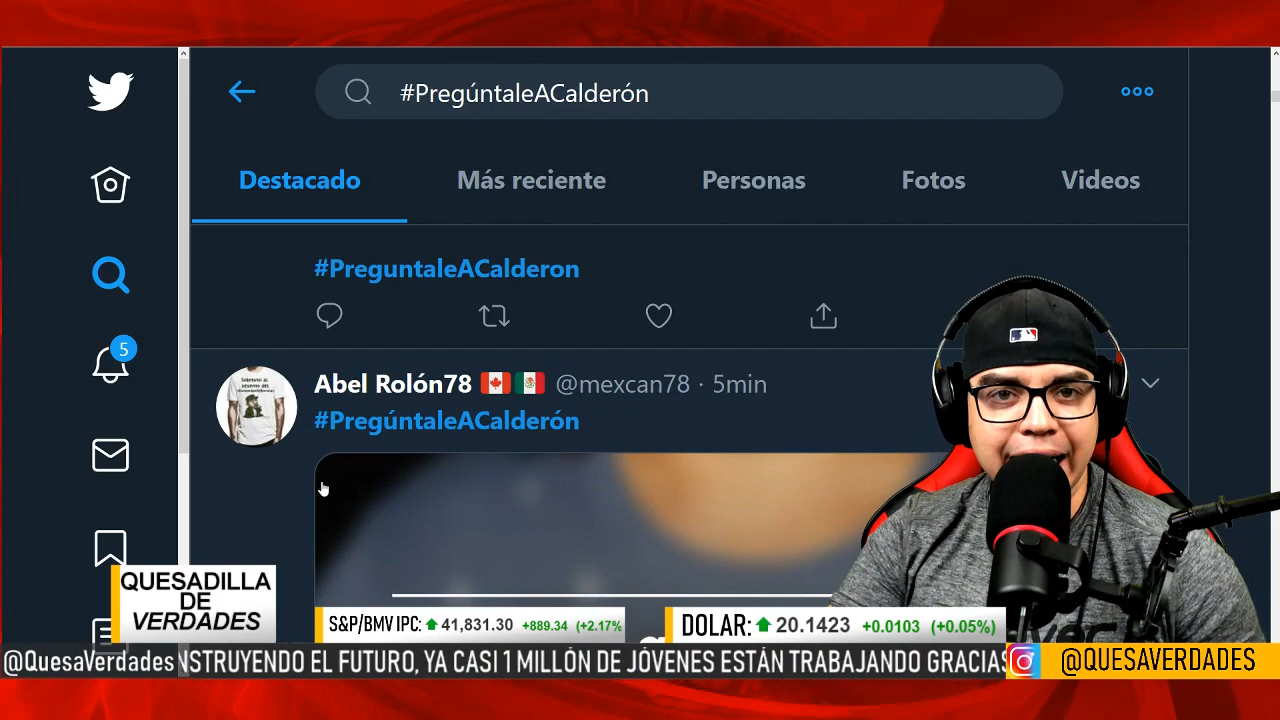 #PregúntaleACalderón
Destacado
Más reciente
Personas
Fotos
Videos
#PreguntaleACalderon
5
Abel Rolón78 @mexcan78 · 5min
#PregúntaleACalderón
QUESADILLA
DE
VERDADES
S&P/BMV IPC: 41,831.30 +889.34 (+2.17%)
DOLAR: 20.1423 +0.0103 (+0.05%)
@QuesaVerdades NSTRUYENDO EL FUTURO, YA CASI 1 MILLÓN DE JÓVENES ESTÁN TRABAJANDO GRACIAS
@QUESAVERDADES